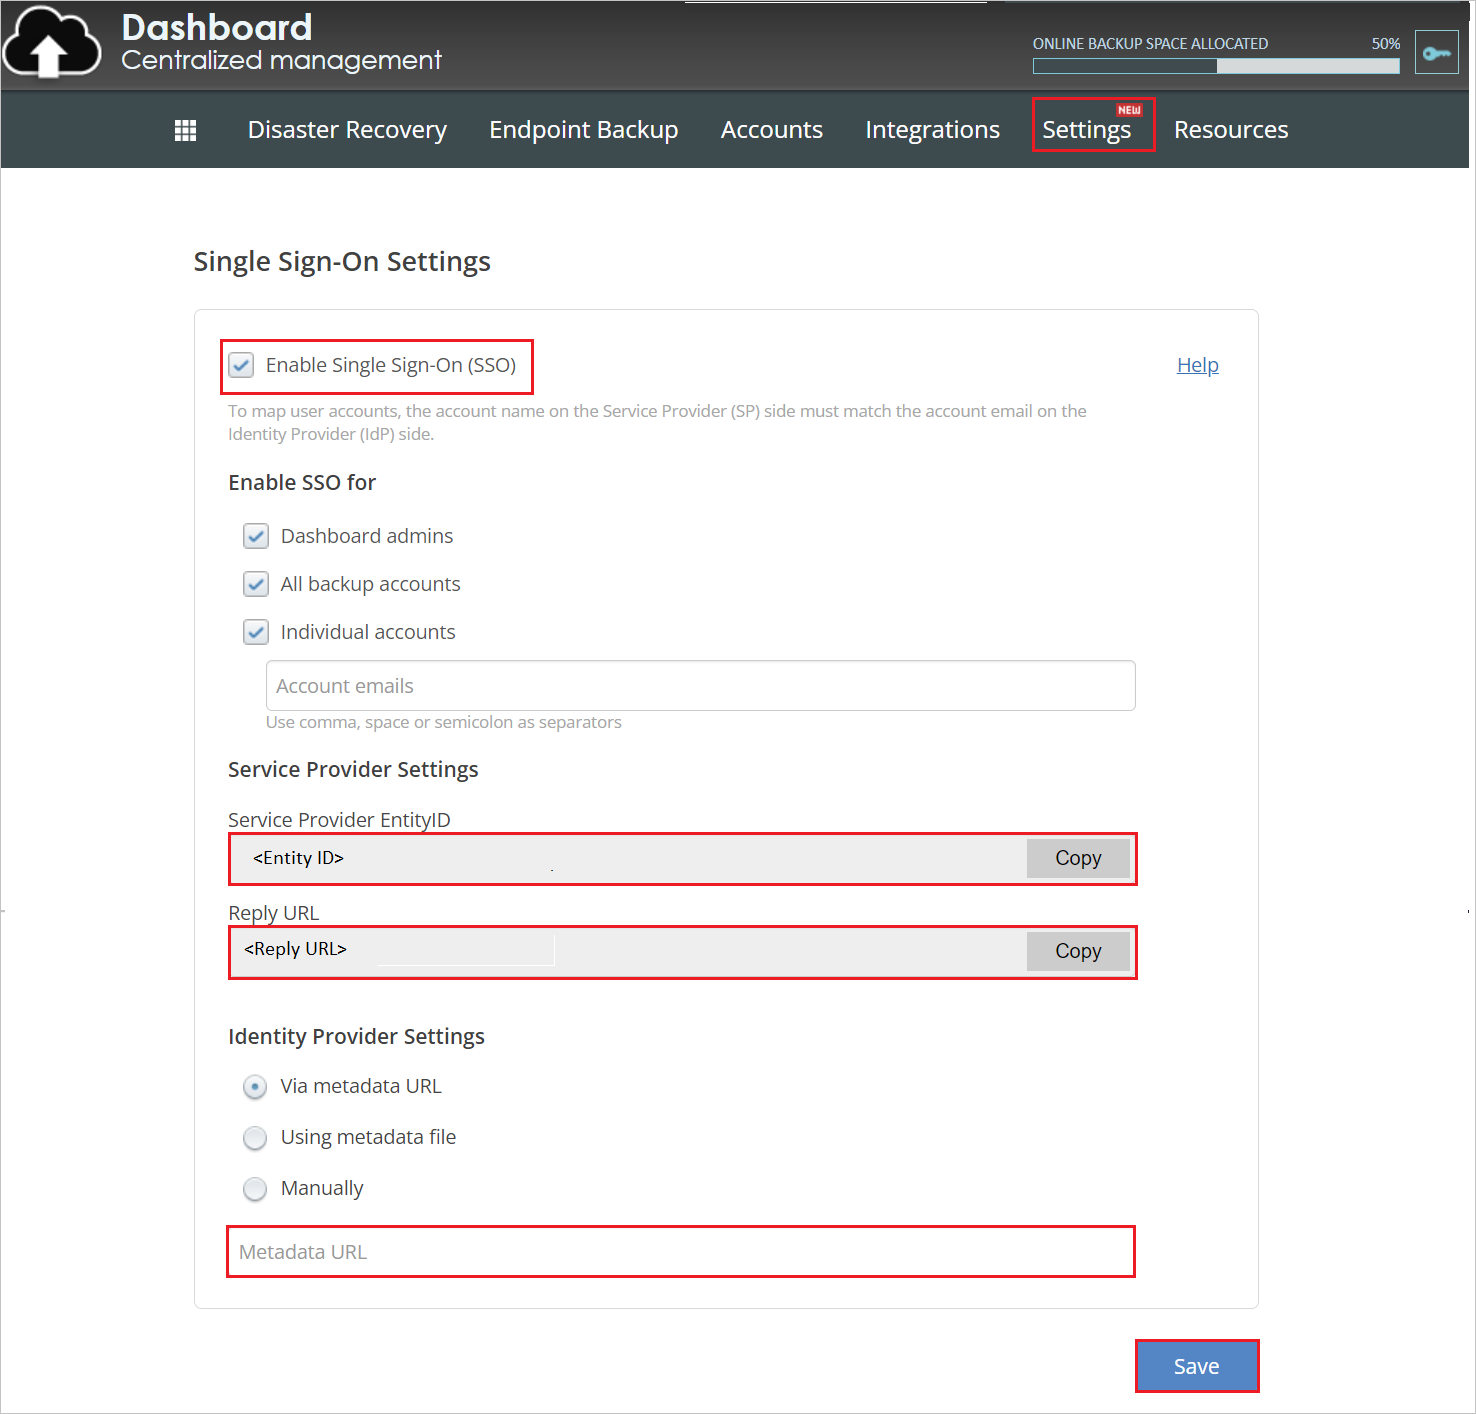 Dashboard
Centralized management
ONLINE BACKUP SPACE ALLOCATED 50%
Disaster Recovery Endpoint Backup Accounts Integrations Settings NEW Resources
Single Sign-On Settings
Enable Single Sign-On (SSO) Help
To map user accounts, the account name on the Service Provider (SP) side must match the account email on the
Identity Provider (IdP) side.
Enable SSO for
Dashboard admins
All backup accounts
Individual accounts
Account emails
Use comma, space or semicolon as separators
Service Provider Settings
Service Provider EntityID
<Entity ID> Copy
Reply URL
<Reply URL> Copy
Identity Provider Settings
Via metadata URL
Using metadata file
Manually
Metadata URL
Save